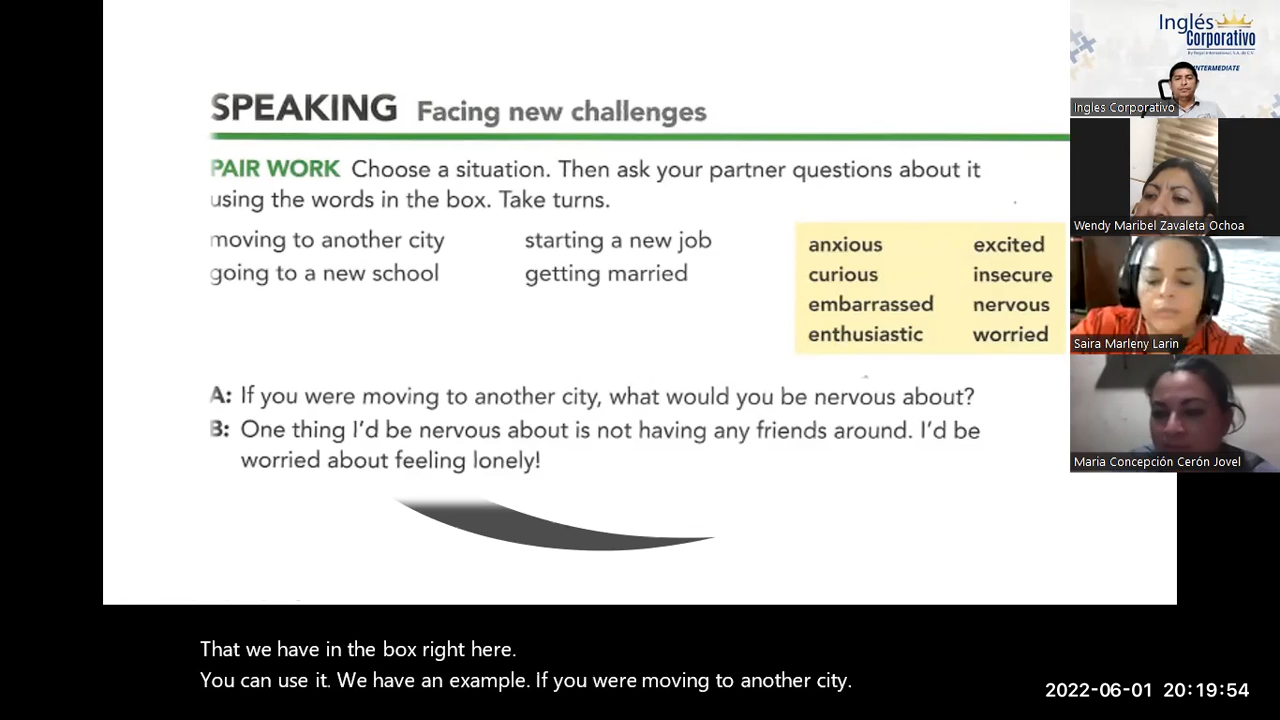 SPEAKING Facing new challenges
PAIR WORK Choose a situation. Then ask your partner questions about it
using the words in the box. Take turns.
moving to another city starting a new job
going to a new school getting married
anxious excited
curious insecure
embarrassed nervous
enthusiastic worried
A: If you were moving to another city, what would you be nervous about?
B: One thing I'd be nervous about is not having any friends around. I'd be
worried about feeling lonely!
That we have in the box right here.
You can use it. We have an example. If you were moving to another city.
Inglés
Corporativo
INTERMEDIATE
Ingles Corporativo
Wendy Maribel Zavaleta Ochoa
Saira Marleny Larin
Maria Concepción Cerón Jovel
2022-06-01 20:19:54